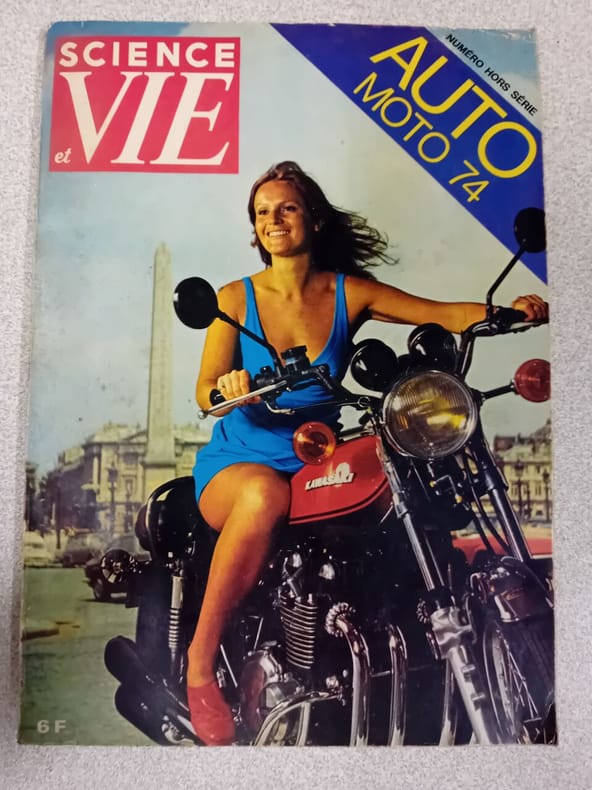 SCIENCE
et VIE
NUMÉRO HORS SÉRIE
AUTO
MOTO 74
KAWASAKI
6 F